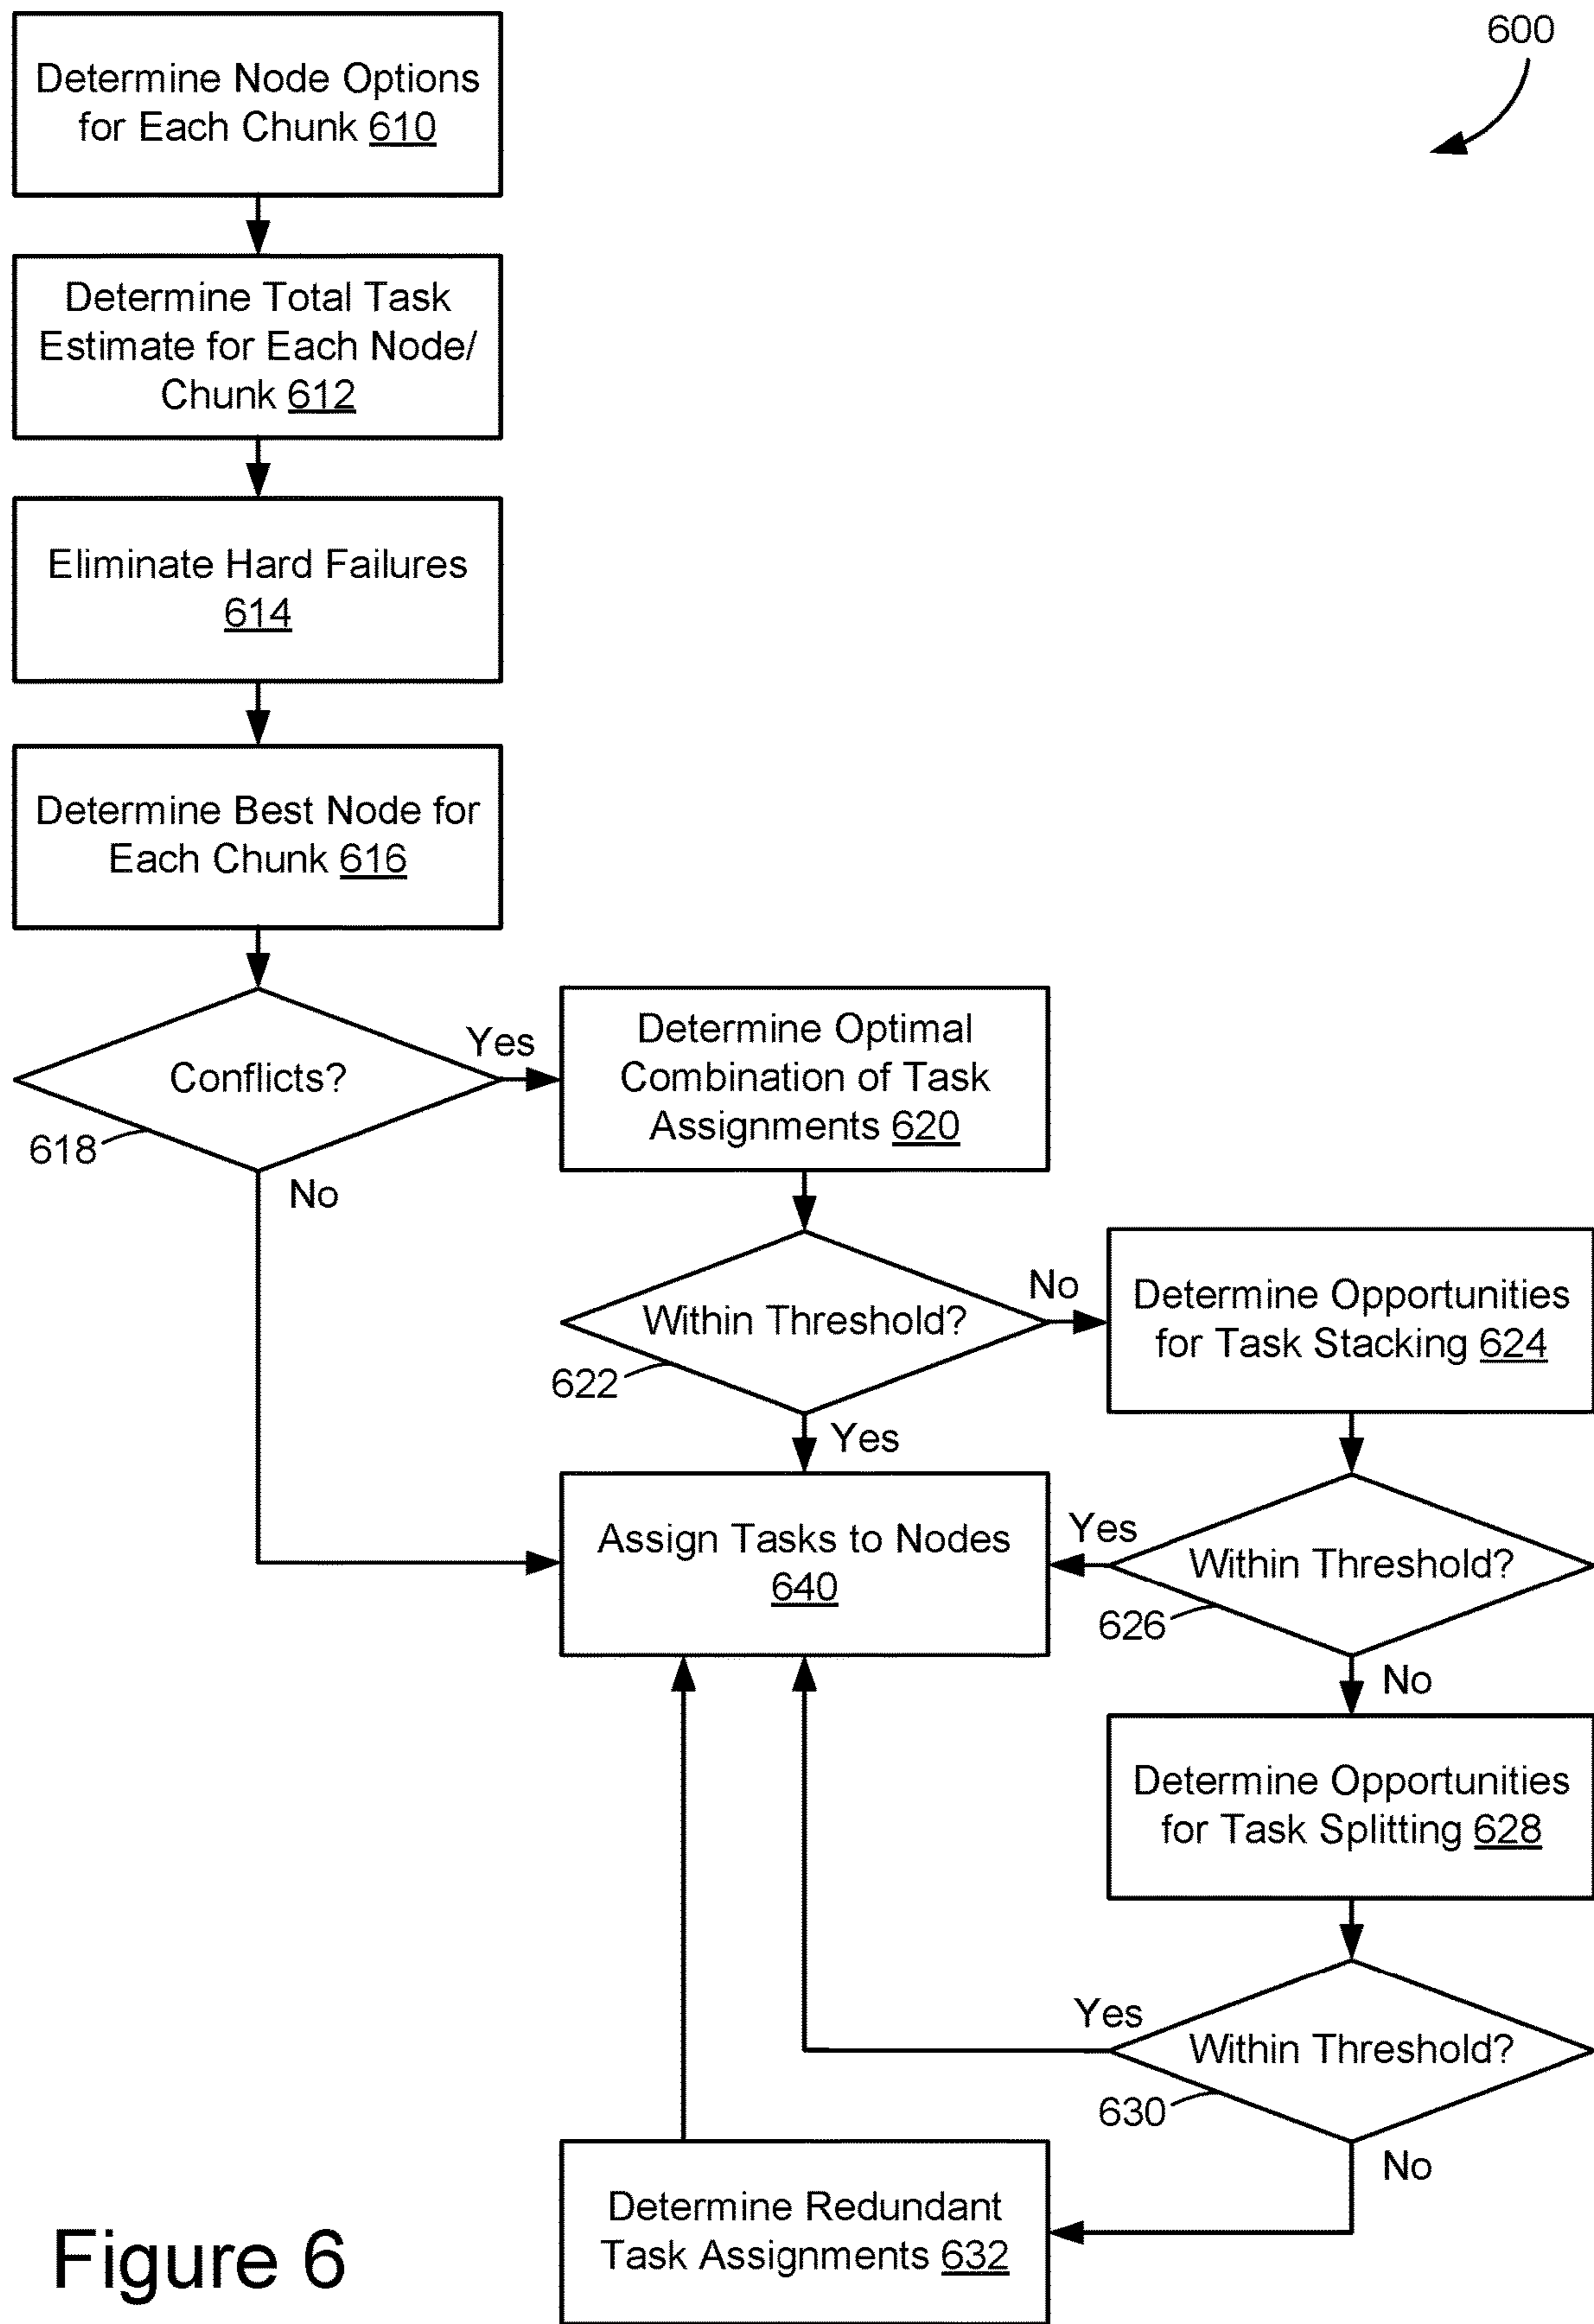 600
Determine Node Options
for Each Chunk 610
Determine Total Task
Estimate for Each Node/
Chunk 612
Eliminate Hard Failures
614
Determine Best Node for
Each Chunk 616
Conflicts?
618
Yes
No
Determine Optimal
Combination of Task
Assignments 620
Within Threshold?
622
No
Yes
Determine Opportunities
for Task Stacking 624
Assign Tasks to Nodes
640
Yes
Within Threshold?
626
No
Determine Opportunities
for Task Splitting 628
Yes
Within Threshold?
630
No
Determine Redundant
Task Assignments 632
Figure 6